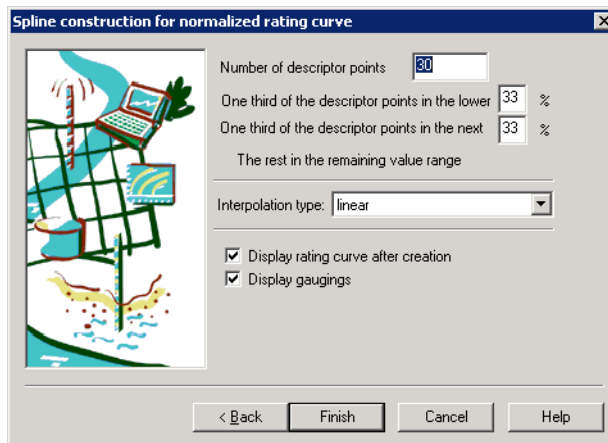 Spline construction for normalized rating curve
Number of descriptor points 30
One third of the descriptor points in the lower 33 %
One third of the descriptor points in the next 33 %
The rest in the remaining value range
Interpolation type: linear
Display rating curve after creation
Display gaugings
< Back Finish Cancel Help